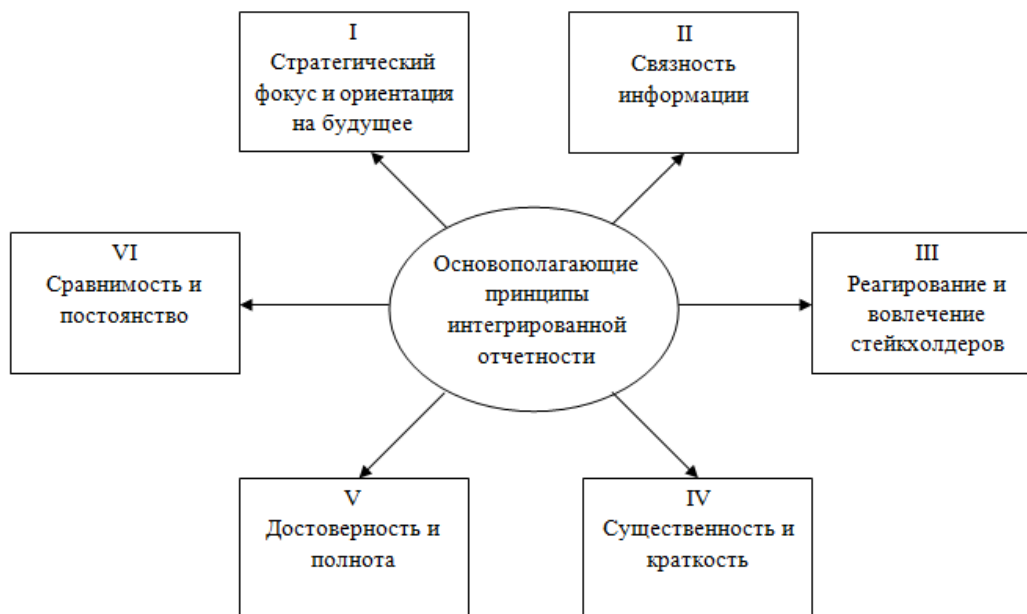 I
Стратегический
фокус и ориентация
на будущее
II
Связность
информации
III
Реагирование и
вовлечение
стейкхолдеров
IV
Существенность и
краткость
V
Достоверность и
полнота
VI
Сравнимость и
постоянство
Основополагающие
принципы
интегрированной
отчетности